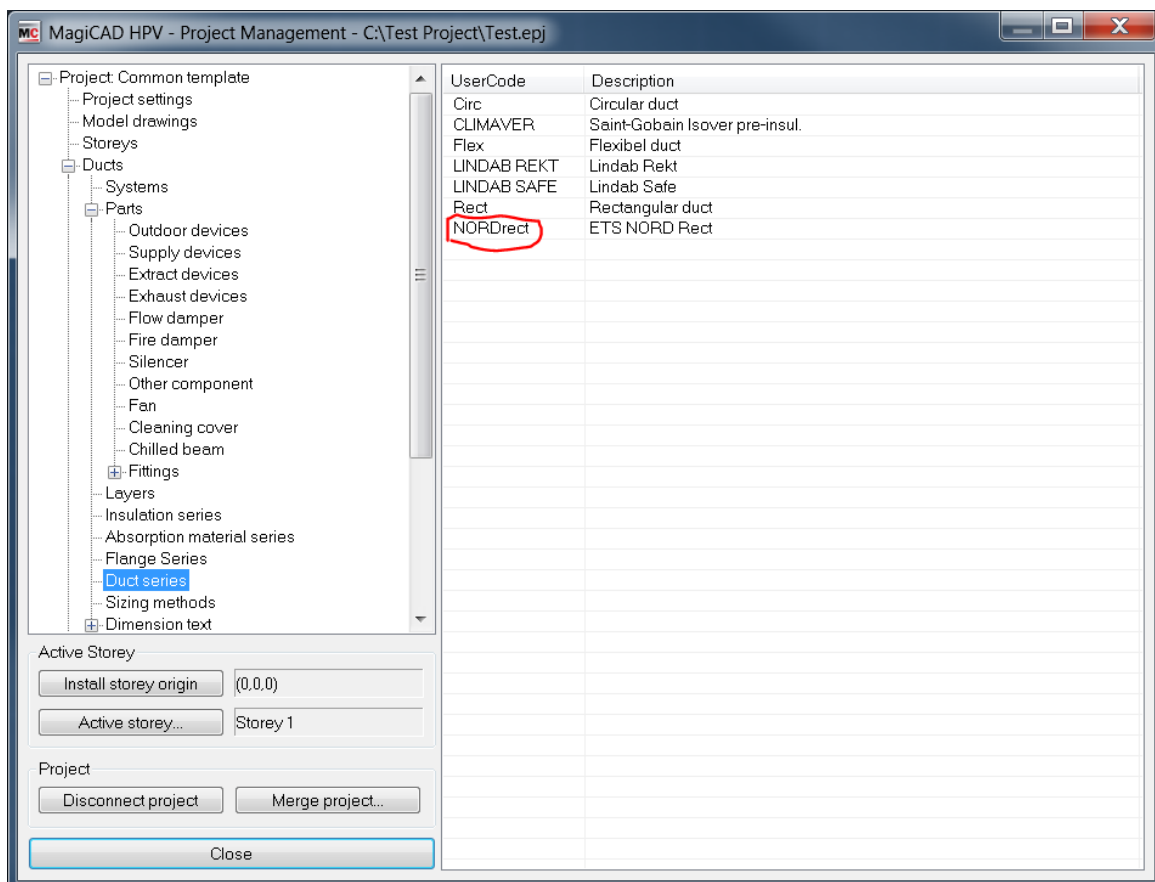 MC MagiCAD HPV - Project Management - C:\Test Project\Test.epj
Project: Common template
Project settings
Model drawings
Storeys
Ducts
Systems
Parts
Outdoor devices
Supply devices
Extract devices
Exhaust devices
Flow damper
Fire damper
Silencer
Other component
Fan
Cleaning cover
Chilled beam
Fittings
Layers
Insulation series
Absorption material series
Flange Series
Duct series
Sizing methods
Dimension text
Active Storey
Install storey origin (0,0,0)
Active storey... Storey 1
Project
Disconnect project Merge project...
Close
UserCode Description
Circ Circular duct
CLIMAVER Saint-Gobain Isover pre-insul.
Flex Flexibel duct
LINDAB REKT Lindab Rekt
LINDAB SAFE Lindab Safe
Rect Rectangular duct
NORDrect ETS NORD Rect